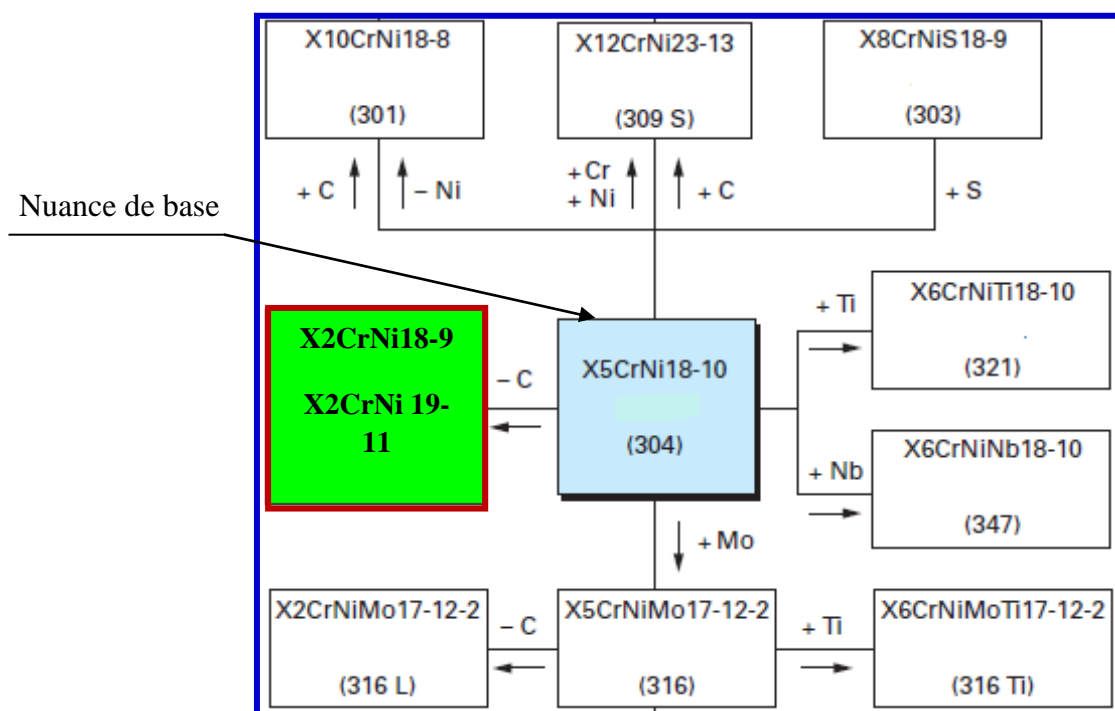 X10CrNi18-8
(301)
X12CrNi23-13
(309 S)
X8CrNiS18-9
(303)
+ C
– Ni
+ Cr
+ Ni
+ C
+ S
Nuance de base
X2CrNi18-9
X2CrNi 19-
11
– C
X5CrNi18-10
(304)
+ Ti
X6CrNiTi18-10
(321)
+ Nb
X6CrNiNb18-10
(347)
+ Mo
X2CrNiMo17-12-2
(316 L)
– C
X5CrNiMo17-12-2
(316)
+ Ti
X6CrNiMoTi17-12-2
(316 Ti)